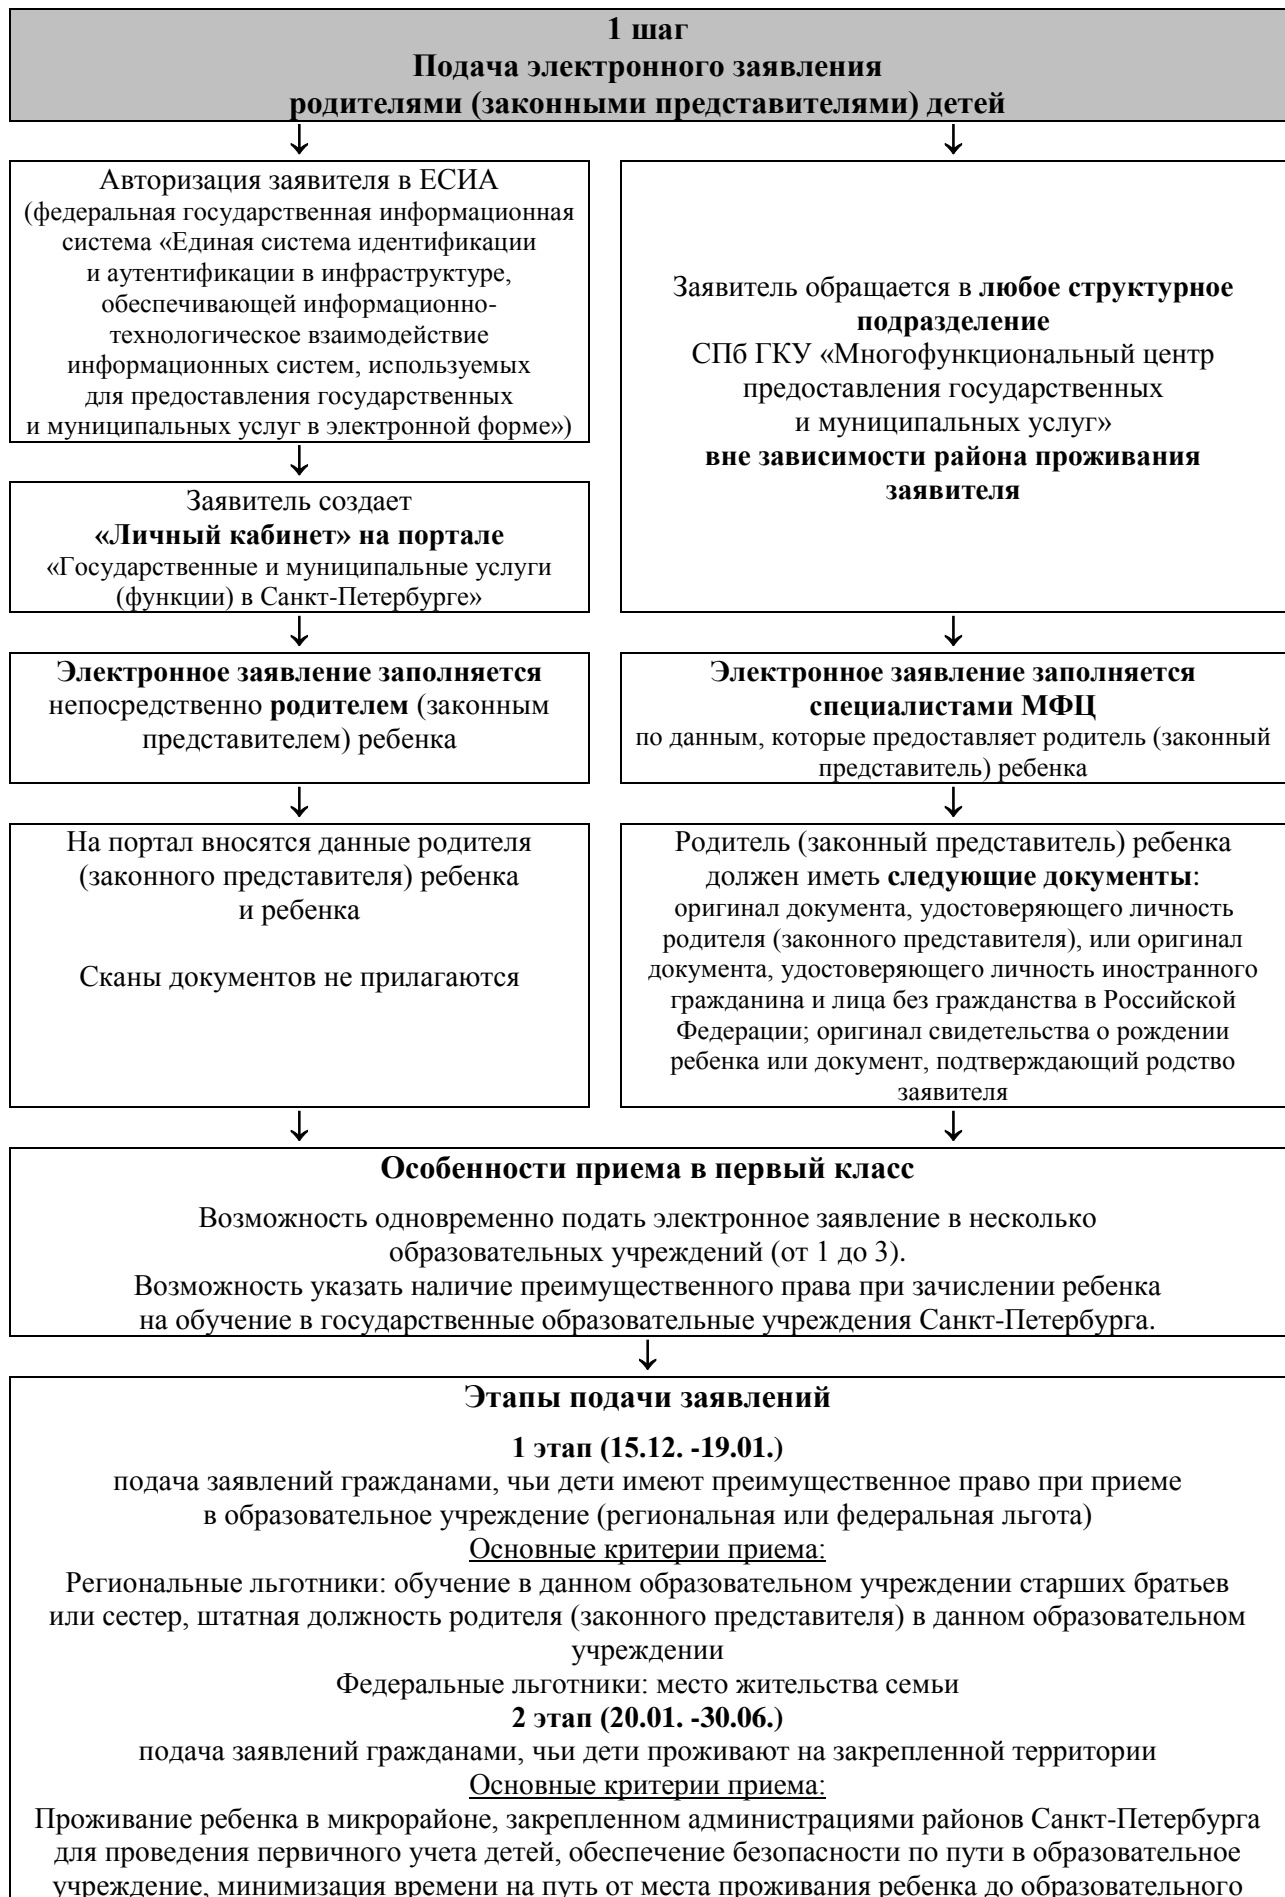 1 шаг
Подача электронного заявления
родителями (законными представителями) детей
↓
↓
Авторизация заявителя в ЕСИА
(федеральная государственная информационная
система «Единая система идентификации
и аутентификации в инфраструктуре,
обеспечивающей информационно-
технологическое взаимодействие
информационных систем, используемых
для предоставления государственных
и муниципальных услуг в электронной форме»)
↓
Заявитель создает
«Личный кабинет» на портале
«Государственные и муниципальные услуги
(функции) в Санкт-Петербурге»
↓
Электронное заявление заполняется
непосредственно родителем (законным
представителем) ребенка
↓
На портал вносятся данные родителя
(законного представителя) ребенка
и ребенка
Сканы документов не прилагаются
↓
Заявитель обращается в любое структурное
подразделение
СПб ГКУ «Многофункциональный центр
предоставления государственных
и муниципальных услуг»
вне зависимости района проживания
заявителя
↓
Электронное заявление заполняется
специалистами МФЦ
по данным, которые предоставляет родитель (законный
представитель) ребенка
↓
Родитель (законный представитель) ребенка
должен иметь следующие документы:
оригинал документа, удостоверяющего личность
родителя (законного представителя), или оригинал
документа, удостоверяющего личность иностранного
гражданина и лица без гражданства в Российской
Федерации; оригинал свидетельства о рождении
ребенка или документ, подтверждающий родство
заявителя
↓
Особенности приема в первый класс
Возможность одновременно подать электронное заявление в несколько
образовательных учреждений (от 1 до 3).
Возможность указать наличие преимущественного права при зачислении ребенка
на обучение в государственные образовательные учреждения Санкт-Петербурга.
↓
Этапы подачи заявлений
1 этап (15.12. -19.01.)
подача заявлений гражданами, чьи дети имеют преимущественное право при приеме
в образовательное учреждение (региональная или федеральная льгота)
Основные критерии приема:
Региональные льготники: обучение в данном образовательном учреждении старших братьев
или сестер, штатная должность родителя (законного представителя) в данном образовательном
учреждении
Федеральные льготники: место жительства семьи
2 этап (20.01. -30.06.)
подача заявлений гражданами, чьи дети проживают на закрепленной территории
Основные критерии приема:
Проживание ребенка в микрорайоне, закрепленном администрациями районов Санкт-Петербурга
для проведения первичного учета детей, обеспечение безопасности по пути в образовательное
учреждение, минимизация времени на путь от места проживания ребенка до образовательного